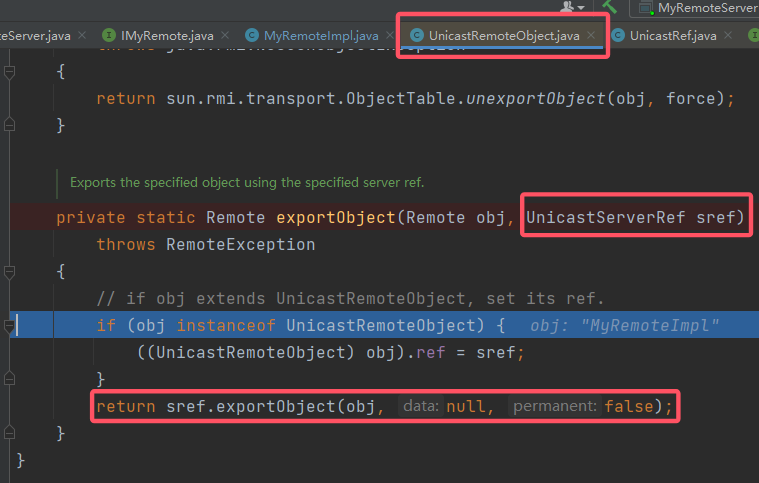 MyRemoteServer
eServer.java × IMyRemote.java × MyRemoteImpl.java × UnicastRemoteObject.java × UnicastRef.java ×
{
return sun.rmi.transport.ObjectTable.unexportObject(obj, force);
}
Exports the specified object using the specified server ref.
private static Remote exportObject(Remote obj, UnicastServerRef sref)
throws RemoteException
{
// if obj extends UnicastRemoteObject, set its ref.
if (obj instanceof UnicastRemoteObject) { obj: "MyRemoteImpl"
((UnicastRemoteObject) obj).ref = sref;
}
return sref.exportObject(obj, data: null, permanent: false);
}
}